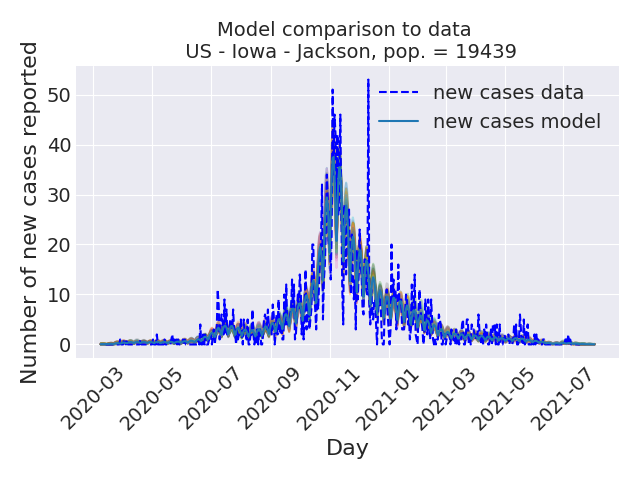 Model comparison to data
US - Iowa - Jackson, pop. = 19439
Number of new cases reported
50
40
30
20
10
0
new cases data
new cases model
2020-03
2020-05
2020-07
2020-09
2020-11
2021-01
2021-03
2021-05
2021-07
Day